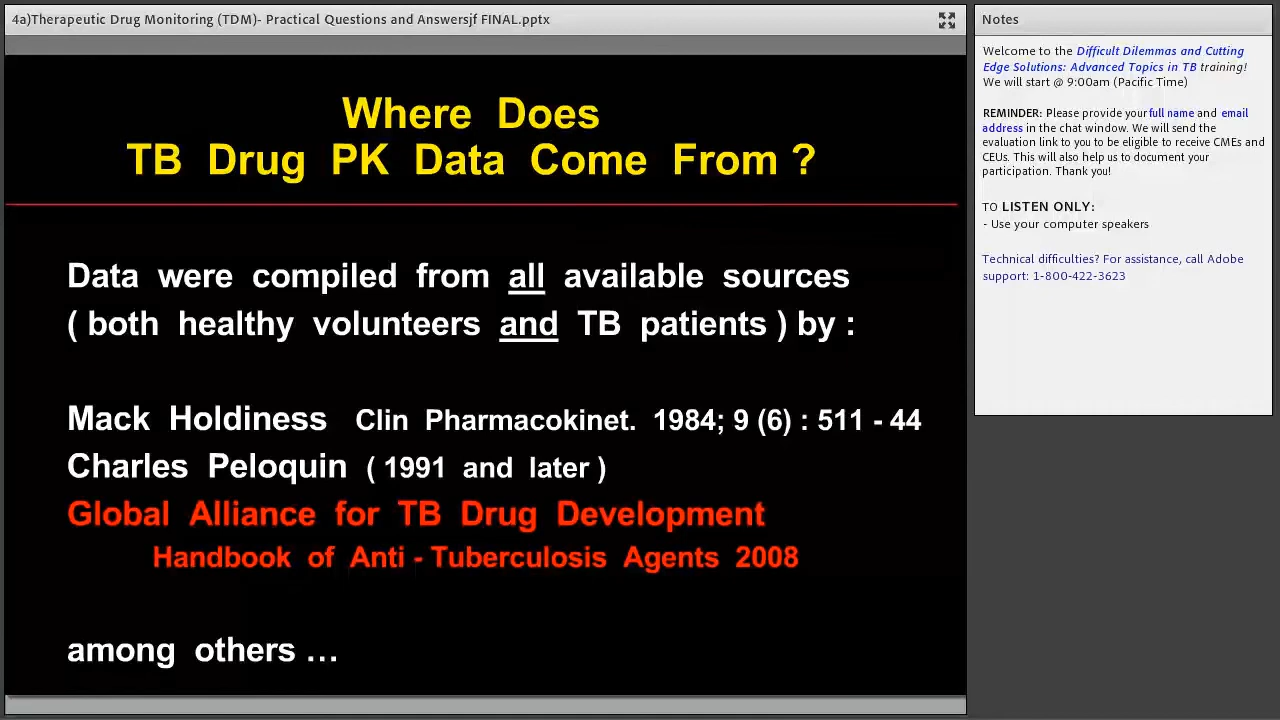 4a)Therapeutic Drug Monitoring (TDM)- Practical Questions and Answersjf FINAL.pptx
Where Does
TB Drug PK Data Come From ?
Data were compiled from all available sources
( both healthy volunteers and TB patients ) by :
Mack Holdiness Clin Pharmacokinet. 1984; 9 (6) : 511 - 44
Charles Peloquin ( 1991 and later )
Global Alliance for TB Drug Development
Handbook of Anti - Tuberculosis Agents 2008
among others …
Notes
Welcome to the Difficult Dilemmas and Cutting
Edge Solutions: Advanced Topics in TB training!
We will start @ 9:00am (Pacific Time)
REMINDER: Please provide your full name and email
address in the chat window. We will send the
evaluation link to you to be eligible to receive CMEs and
CEUs. This will also help us to document your
participation. Thank you!
TO LISTEN ONLY:
- Use your computer speakers
Technical difficulties? For assistance, call Adobe
support: 1-800-422-3623